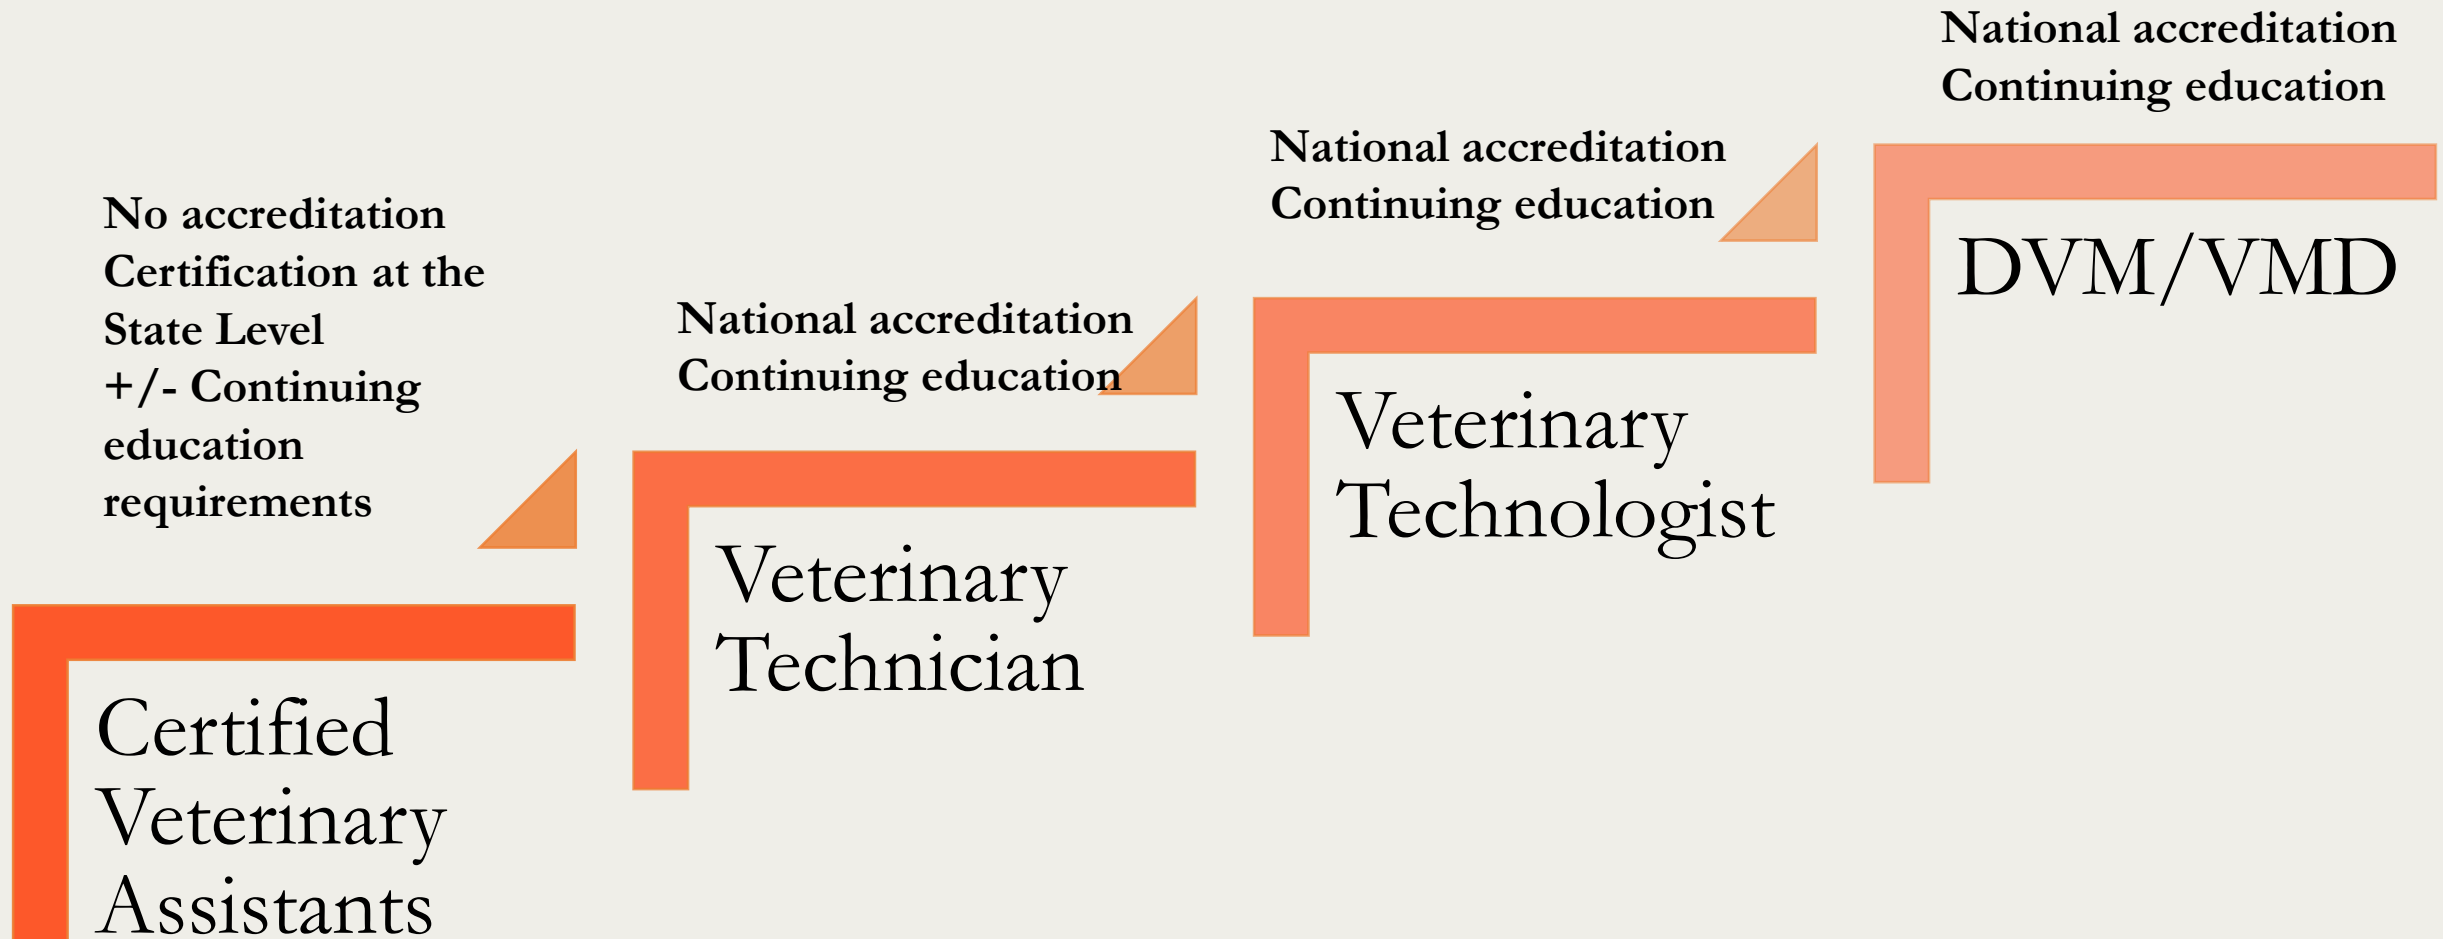 No accreditation
Certification at the
State Level
+/- Continuing
education
requirements
Certified
Veterinary
Assistants
National accreditation
Continuing education
Veterinary
Technician
National accreditation
Continuing education
Veterinary
Technologist
National accreditation
Continuing education
DVM/VMD